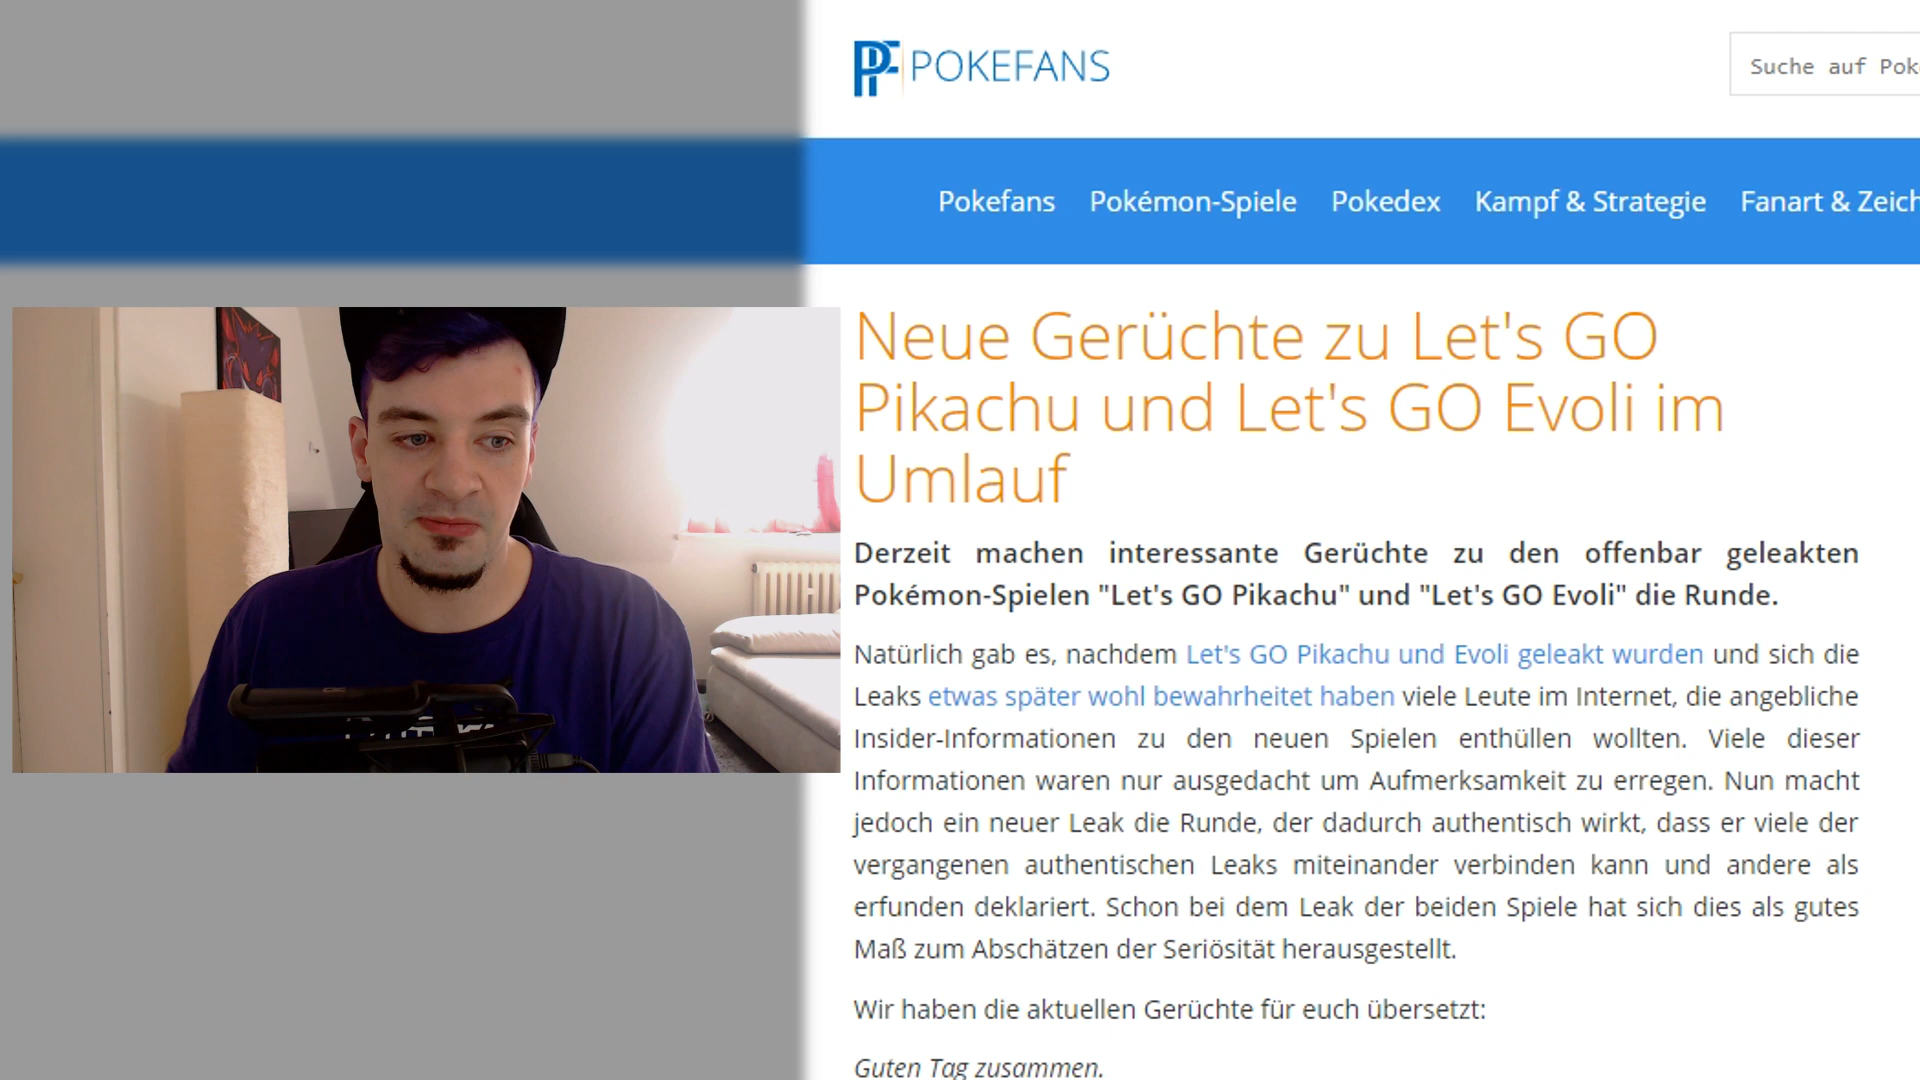 POKEFANS
Suche auf Pok
Pokefans Pokémon-Spiele Pokedex Kampf & Strategie Fanart & Zeich
Neue Gerüchte zu Let's GO
Pikachu und Let's GO Evoli im
Umlauf
Derzeit machen interessante Gerüchte zu den offenbar geleakten
Pokémon-Spielen "Let's GO Pikachu" und "Let's GO Evoli" die Runde.
Natürlich gab es, nachdem Let's GO Pikachu und Evoli geleakt wurden und sich die
Leaks etwas später wohl bewahrheitet haben viele Leute im Internet, die angebliche
Insider-Informationen zu den neuen Spielen enthüllen wollten. Viele dieser
Informationen waren nur ausgedacht um Aufmerksamkeit zu erregen. Nun macht
jedoch ein neuer Leak die Runde, der dadurch authentisch wirkt, dass er viele der
vergangenen authentischen Leaks miteinander verbinden kann und andere als
erfunden deklariert. Schon bei dem Leak der beiden Spiele hat sich dies als gutes
Maß zum Abschätzen der Seriösität herausgestellt.
Wir haben die aktuellen Gerüchte für euch übersetzt:
Guten Tag zusammen.